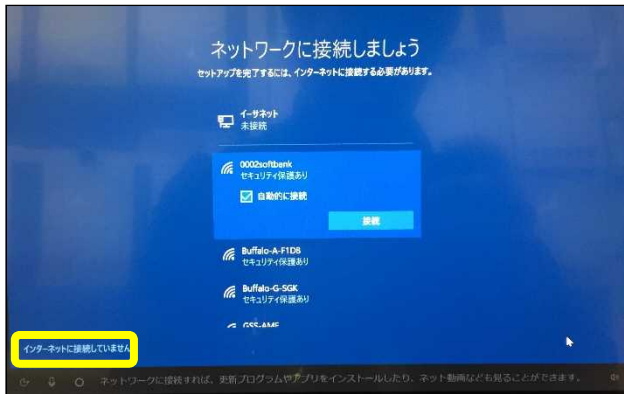 ネットワークに接続しましょう
セットアップを完了するには、インターネットに接続する必要があります。
イーサネット
未接続
0002softbank
セキュリティ保護あり
自動的に接続
接続
Buffalo-A-F1D8
セキュリティ保護あり
Buffalo-G-5GK
セキュリティ保護あり
インターネットに接続していません
ネットワークに接続すれば、更新プログラムやアプリをインストールしたり、ネット動画なども見ることができます。